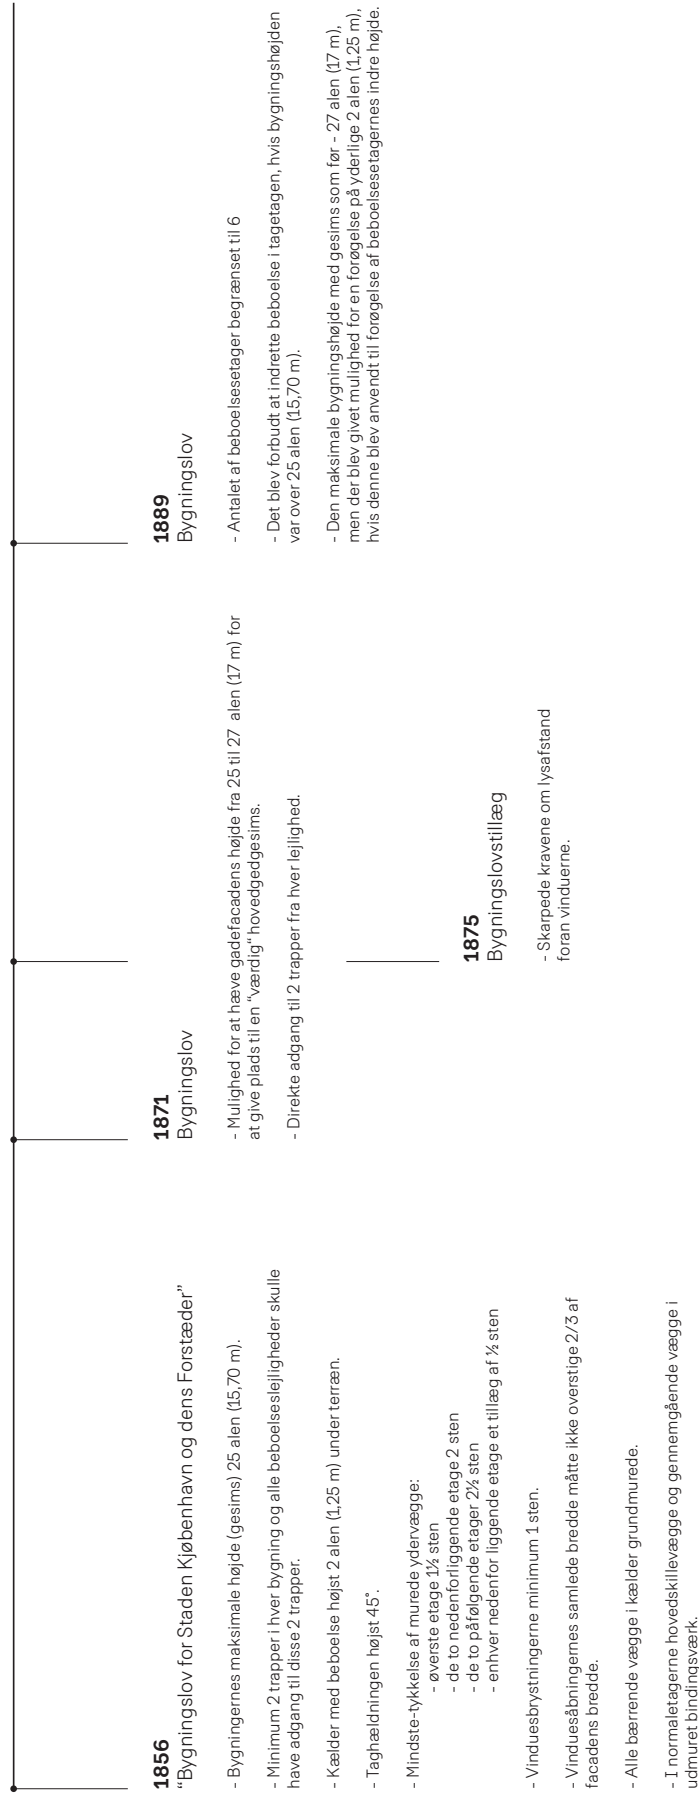 1856
"Bygningslov for Staden Kjøbenhavn og dens Forstæder"
- Bygningernes maksimale højde (gesims) 25 alen (15,70 m).
- Minimum 2 trapper i hver bygning og alle beboelseslejligheder skulle
have adgang til disse 2 trapper.
- Kælder med beboelse højst 2 alen (1,25 m) under terræn.
- Taghældningen højst 45°.
- Mindste-tykkelse af murede ydervægge:
- øverste etage 1½ sten
- de to nedenforliggende etage 2 sten
- de to påfølgende etager 2½ sten
- enhver nedenfor liggende etage et tillæg af ½ sten
- Vinduesbrystningerne minimum 1 sten.
- Vinduesåbningernes samlede bredde måtte ikke overstige 2/3 af
facadens bredde.
- Alle bærrende vægge i kælder grundmurede.
- I normaletagerne hovedskillevægge og gennemgående vægge i
udmuret bindingsværk.
1871
Bygningslov
- Mulighed for at hæve gadefacadens højde fra 25 til 27 alen (17 m) for
at give plads til en "værdig" hovedgedgesims.
- Direkte adgang til 2 trapper fra hver lejlighed.
1875
Bygningslovstillæg
- Skarpede kravene om lysafstand
foran vinduerne.
1889
Bygningslov
- Antalet af beboelsesetager begrænset til 6
- Det blev forbudt at indrette beboelse i tagetagen, hvis bygningshøjden
var over 25 alen (15,70 m).
- Den maksimale bygningshøjde med gesims som før - 27 alen (17 m),
men der blev givet mulighed for en forøgelse på yderlige 2 alen (1,25 m),
hvis denne blev anvendt til forøgelse af beboelsesetagernes indre højde.